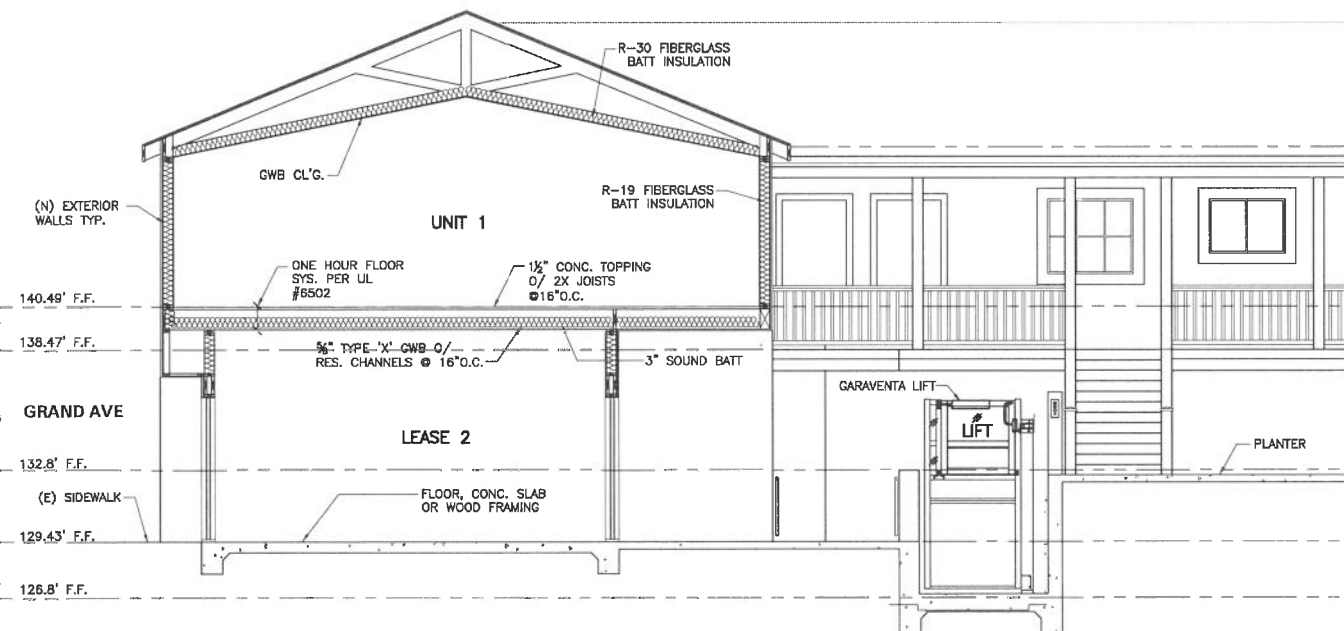 R-30 FIBERGLASS
BATT INSULATION
GWB CL'G.
R-19 FIBERGLASS
BATT INSULATION
(N) EXTERIOR
WALLS TYP.
UNIT 1
ONE HOUR FLOOR
SYS. PER UL
#6502
1½" CONC. TOPPING
O/ 2X JOISTS
@16"O.C.
140.49' F.F.
138.47' F.F.
⅝" TYPE 'X' GWB O/
RES. CHANNELS @ 16"O.C.
3" SOUND BATT
GARAVENTA LIFT
GRAND AVE
LEASE 2
LIFT
PLANTER
132.8' F.F.
(E) SIDEWALK
FLOOR, CONC. SLAB
OR WOOD FRAMING
129.43' F.F.
126.8' F.F.